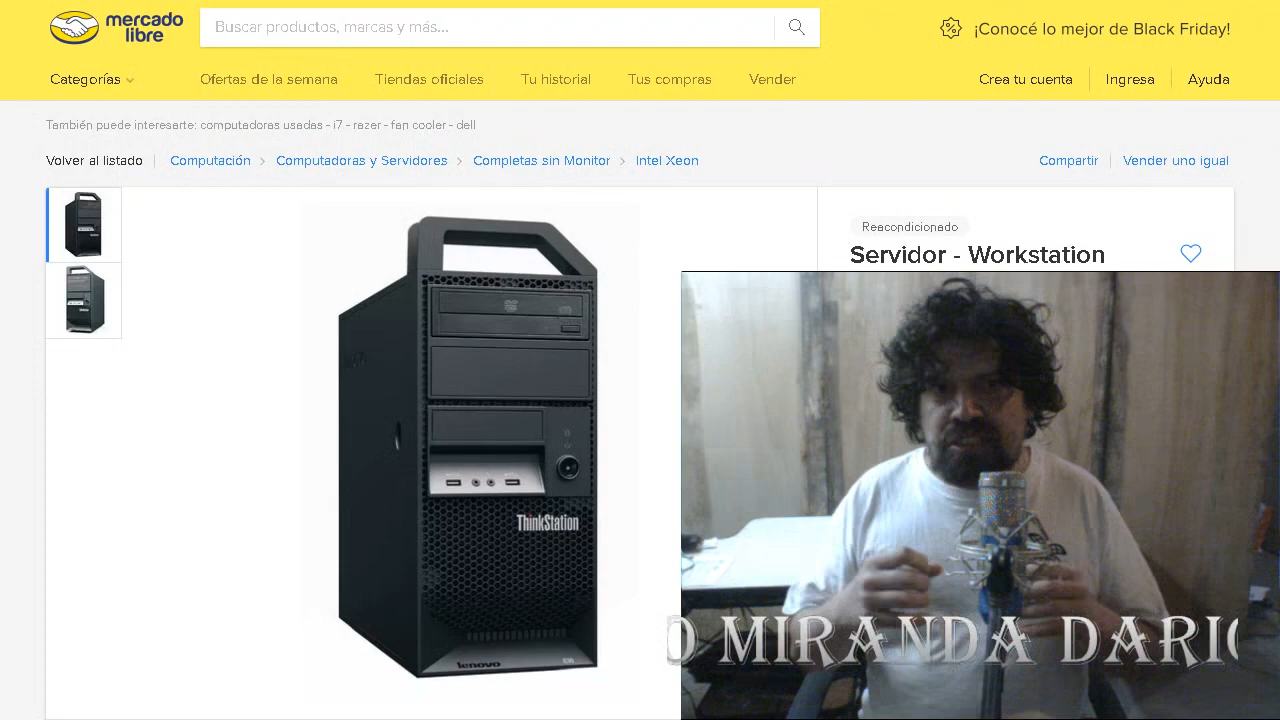 mercado
libre
Buscar productos, marcas y más...
¡Conocé lo mejor de Black Friday!
Categorías
Ofertas de la semana
Tiendas oficiales
Tu historial
Tus compras
Vender
Crea tu cuenta
Ingresa
Ayuda
También puede interesarte: computadoras usadas - i7 - razer - fan cooler - dell
Volver al listado
Computación
Computadoras y Servidores
Completas sin Monitor
Intel Xeon
Compartir
Vender uno igual
Reacondicionado
Servidor - Workstation
ThinkStation
lenovo
O MIRANDA DARIO